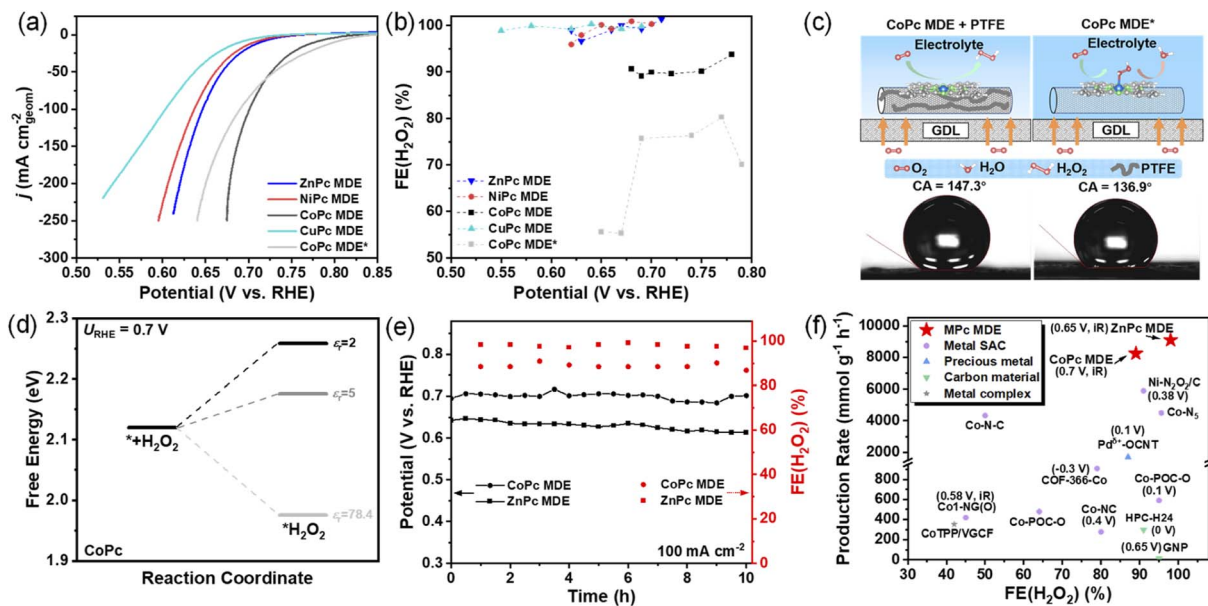 (a)
j (mA cm⁻²geom)
0
-50
-100
-150
-200
-250
-300
ZnPc MDE
NiPc MDE
CoPc MDE
CuPc MDE
CoPc MDE*
0.50 0.55 0.60 0.65 0.70 0.75 0.80 0.85
Potential (V vs. RHE)
(b)
FE(H₂O₂) (%)
100
90
80
70
60
50
ZnPc MDE
NiPc MDE
CoPc MDE
CuPc MDE
CoPc MDE*
0.50 0.55 0.60 0.65 0.70 0.75 0.80
Potential (V vs. RHE)
(c)
CoPc MDE + PTFE CoPc MDE*
Electrolyte Electrolyte
GDL GDL
O₂ H₂O H₂O₂ PTFE
CA = 147.3° CA = 136.9°
(d)
Free Energy (eV)
2.3
2.2
2.1
2.0
1.9
U_RHE = 0.7 V
εr=2
εr=5
*+H₂O₂
*H₂O₂
εr=78.4
CoPc
Reaction Coordinate
(e)
Potential (V vs. RHE)
0.8
0.7
0.6
0.5
0.4
0.3
CoPc MDE CoPc MDE
ZnPc MDE ZnPc MDE
100 mA cm⁻²
0 2 4 6 8 10
Time (h)
100
80
60
40
20
0
FE(H₂O₂) (%)
(f)
Production Rate (mmol g⁻¹ h⁻¹)
10000
9000
8000
7000
6000
5000
4000
3000
2000
1000
800
600
400
200
0
MPc MDE
Metal SAC
Precious metal
Carbon material
Metal complex
(0.65 V, iR) ZnPc MDE
CoPc MDE
(0.7 V, iR)
Ni-N₂O₂/C
(0.38 V)
Co-N₅
Co-N-C
(0.1 V)
Pdᵟ⁺-OCNT
(-0.3 V)
COF-366-Co
Co-POC-O
(0.1 V)
(0.58 V, iR)
Co1-NG(O)
CoTPP/VGCF
Co-POC-O
Co-NC
(0.4 V)
HPC-H24
(0 V)
(0.65 V) GNP
30 40 50 60 70 80 90 100
FE(H₂O₂) (%)